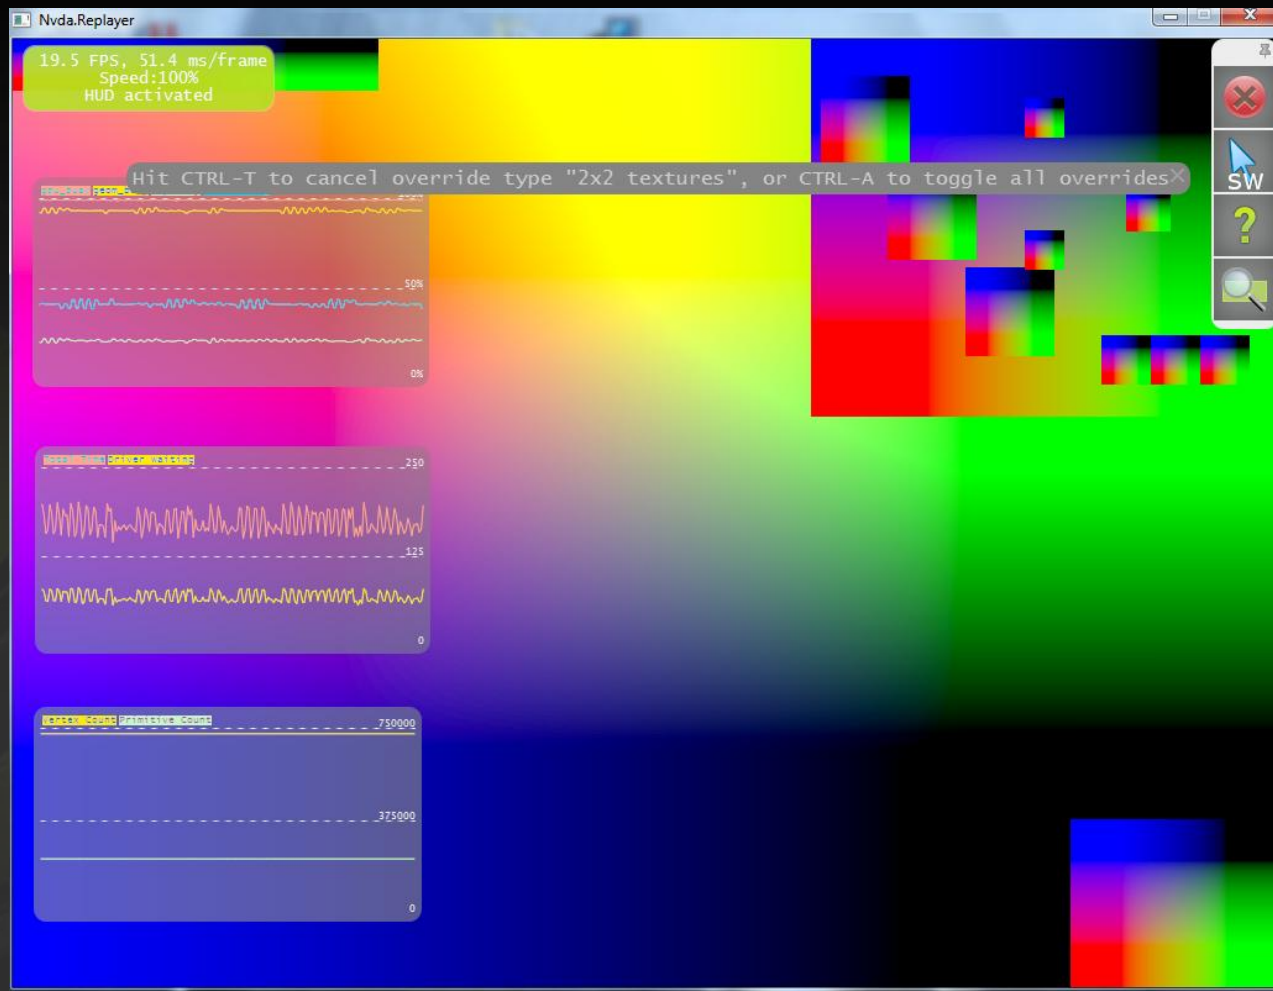 Nvda.Replayer
19.5 FPS, 51.4 ms/frame
Speed:100%
HUD activated
Hit CTRL-T to cancel override type "2x2 textures", or CTRL-A to toggle all overrides
SW
50%
0%
Driver Waiting
250
125
0
Vertex Count Primitive Count
750000
375000
0